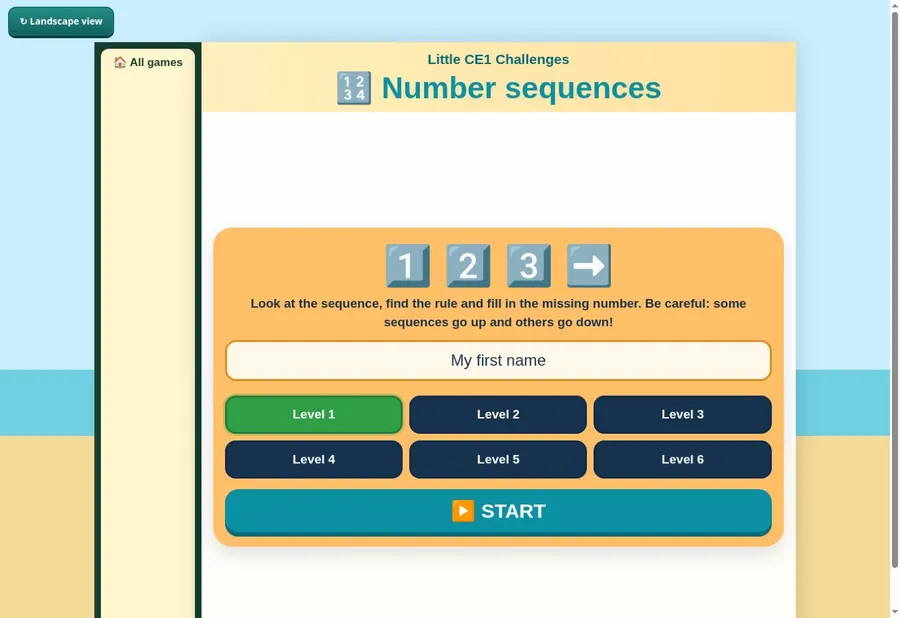 ↻ Landscape view
🏠 All games
Little CE1 Challenges
🔢 Number sequences
1️⃣ 2️⃣ 3️⃣ ➡️
Look at the sequence, find the rule and fill in the missing number. Be careful: some
sequences go up and others go down!
My first name
Level 1
Level 2
Level 3
Level 4
Level 5
Level 6
▶️ START